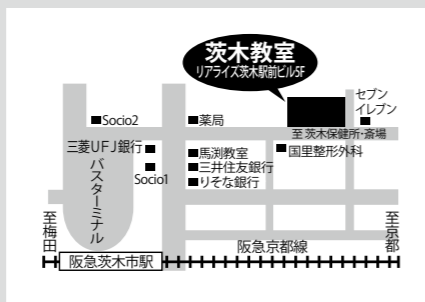 茨木教室
リアライズ茨木駅前ビル5F
セブン
イレブン
Socio2
薬局
至 茨木保健所・斎場
三菱UFJ銀行
馬渕教室
国里整形外科
三井住友銀行
Socio1
りそな銀行
バスターミナル
至梅田
至京都
阪急京都線
阪急茨木市駅